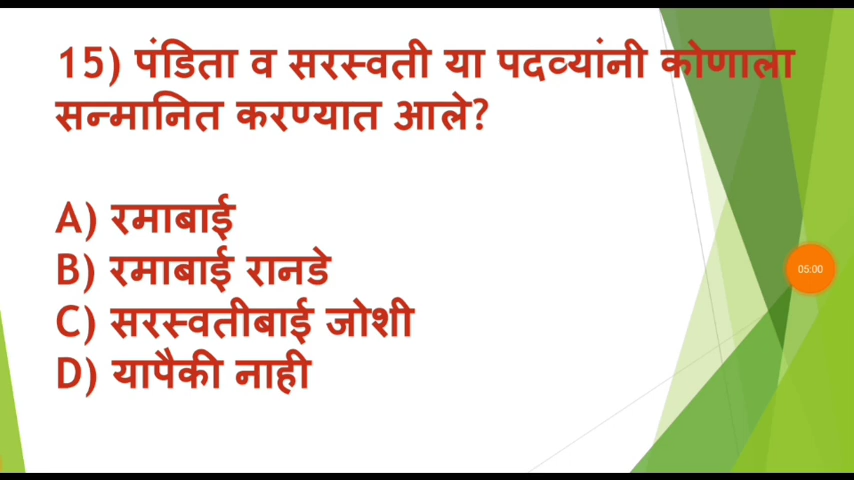 15) पंडिता व सरस्वती या पदव्यांनी कोणाला
सन्मानित करण्यात आले?
A) रमाबाई
B) रमाबाई रानडे
C) सरस्वतीबाई जोशी
D) यापैकी नाही
05:00